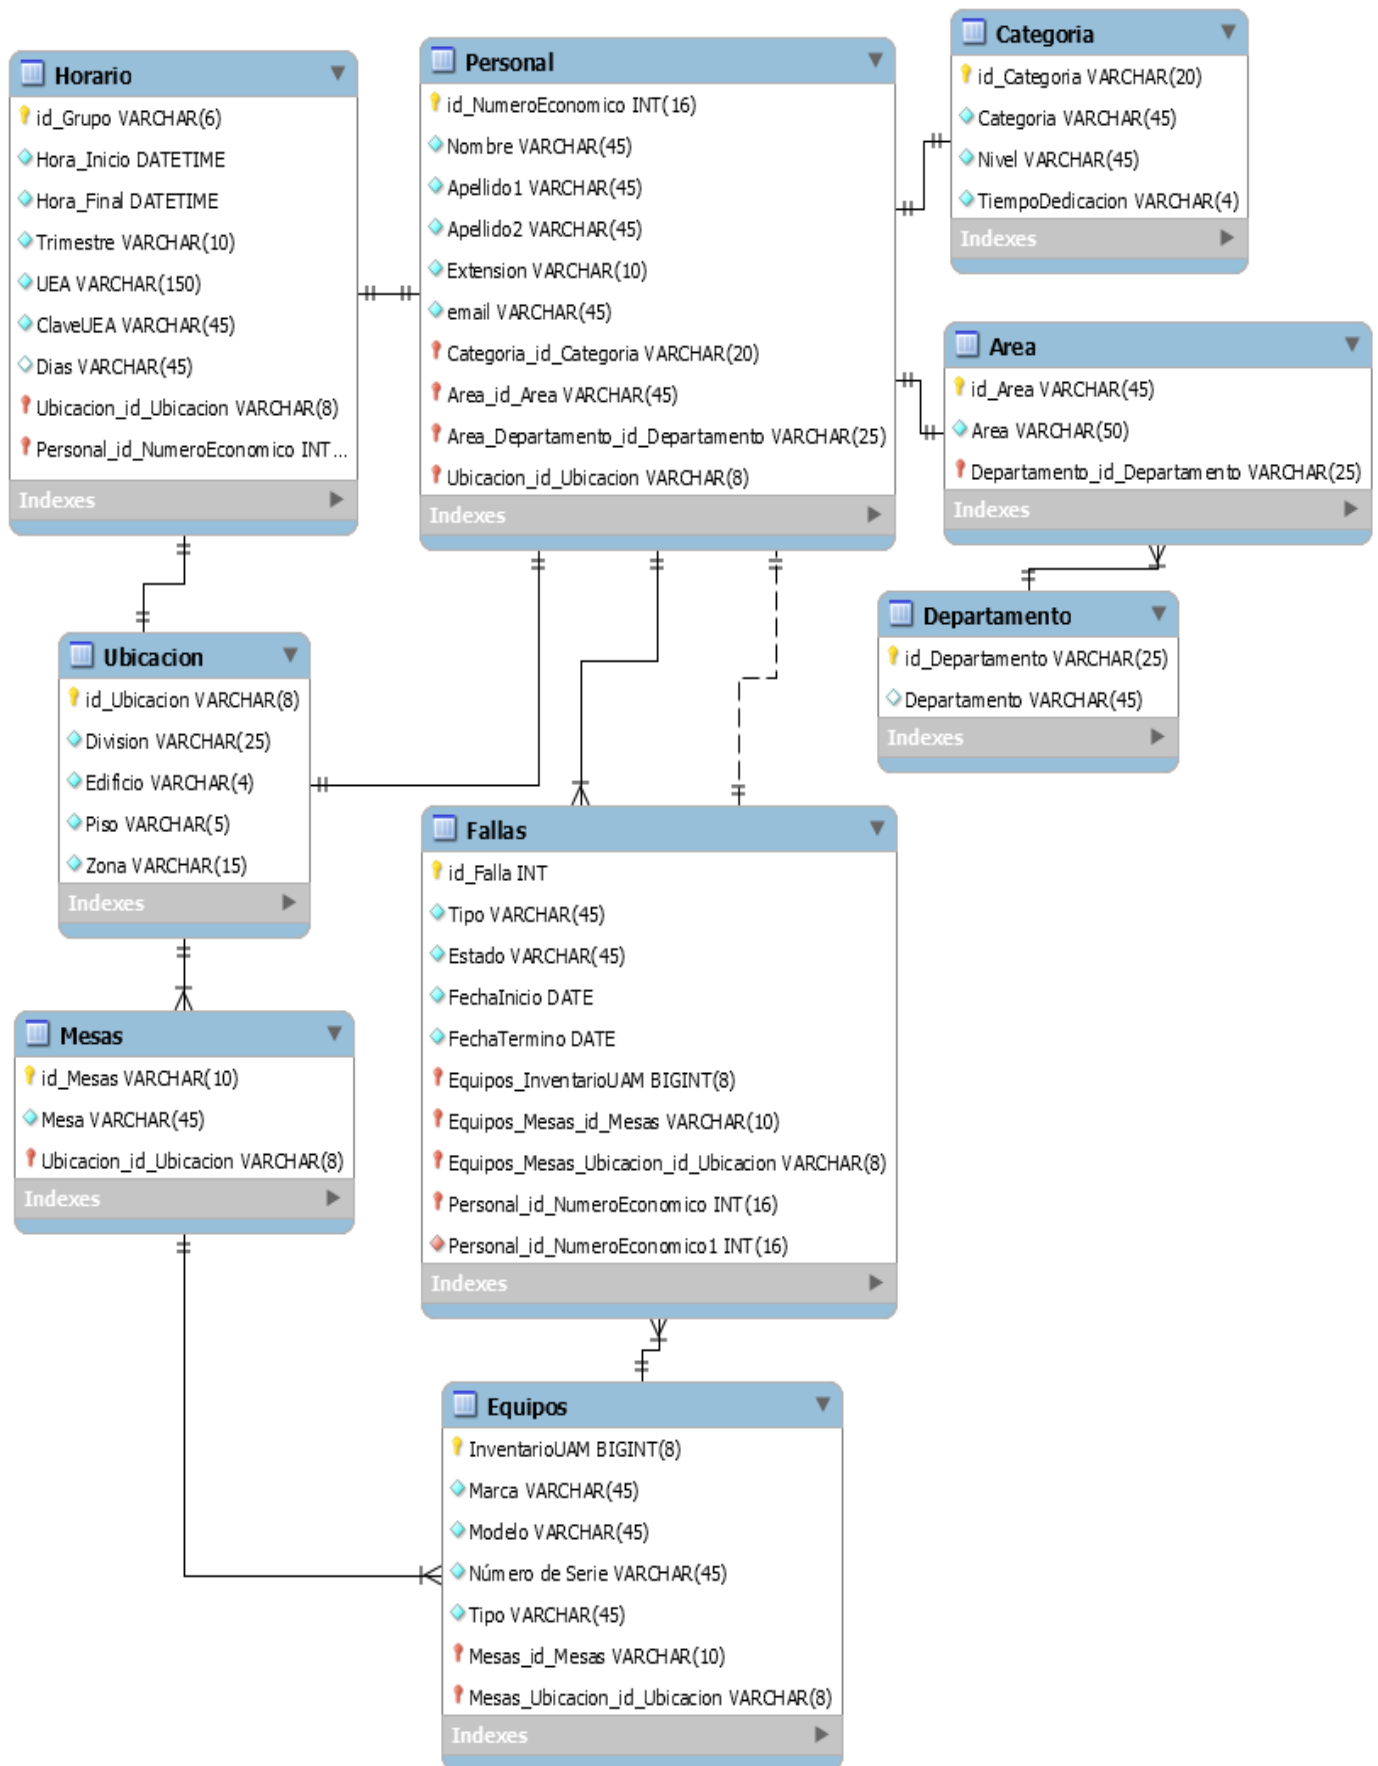 Horario
id_Grupo VARCHAR(6)
Hora_Inicio DATETIME
Hora_Final DATETIME
Trimestre VARCHAR(10)
UEA VARCHAR(150)
ClaveUEA VARCHAR(45)
Dias VARCHAR(45)
Ubicacion_id_Ubicacion VARCHAR(8)
Personal_id_NumeroEconomico INT...
Indexes
Personal
id_NumeroEconomico INT(16)
Nombre VARCHAR(45)
Apellido1 VARCHAR(45)
Apellido2 VARCHAR(45)
Extension VARCHAR(10)
email VARCHAR(45)
Categoria_id_Categoria VARCHAR(20)
Area_id_Area VARCHAR(45)
Area_Departamento_id_Departamento VARCHAR(25)
Ubicacion_id_Ubicacion VARCHAR(8)
Indexes
Categoria
id_Categoria VARCHAR(20)
Categoria VARCHAR(45)
Nivel VARCHAR(45)
TiempoDedicacion VARCHAR(4)
Indexes
Area
id_Area VARCHAR(45)
Area VARCHAR(50)
Departamento_id_Departamento VARCHAR(25)
Indexes
Departamento
id_Departamento VARCHAR(25)
Departamento VARCHAR(45)
Indexes
Ubicacion
id_Ubicacion VARCHAR(8)
Division VARCHAR(25)
Edificio VARCHAR(4)
Piso VARCHAR(5)
Zona VARCHAR(15)
Indexes
Fallas
id_Falla INT
Tipo VARCHAR(45)
Estado VARCHAR(45)
FechaInicio DATE
FechaTermino DATE
Equipos_InventarioUAM BIGINT(8)
Equipos_Mesas_id_Mesas VARCHAR(10)
Equipos_Mesas_Ubicacion_id_Ubicacion VARCHAR(8)
Personal_id_NumeroEconomico INT(16)
Personal_id_NumeroEconomico1 INT(16)
Indexes
Mesas
id_Mesas VARCHAR(10)
Mesa VARCHAR(45)
Ubicacion_id_Ubicacion VARCHAR(8)
Indexes
Equipos
InventarioUAM BIGINT(8)
Marca VARCHAR(45)
Modelo VARCHAR(45)
Número de Serie VARCHAR(45)
Tipo VARCHAR(45)
Mesas_id_Mesas VARCHAR(10)
Mesas_Ubicacion_id_Ubicacion VARCHAR(8)
Indexes